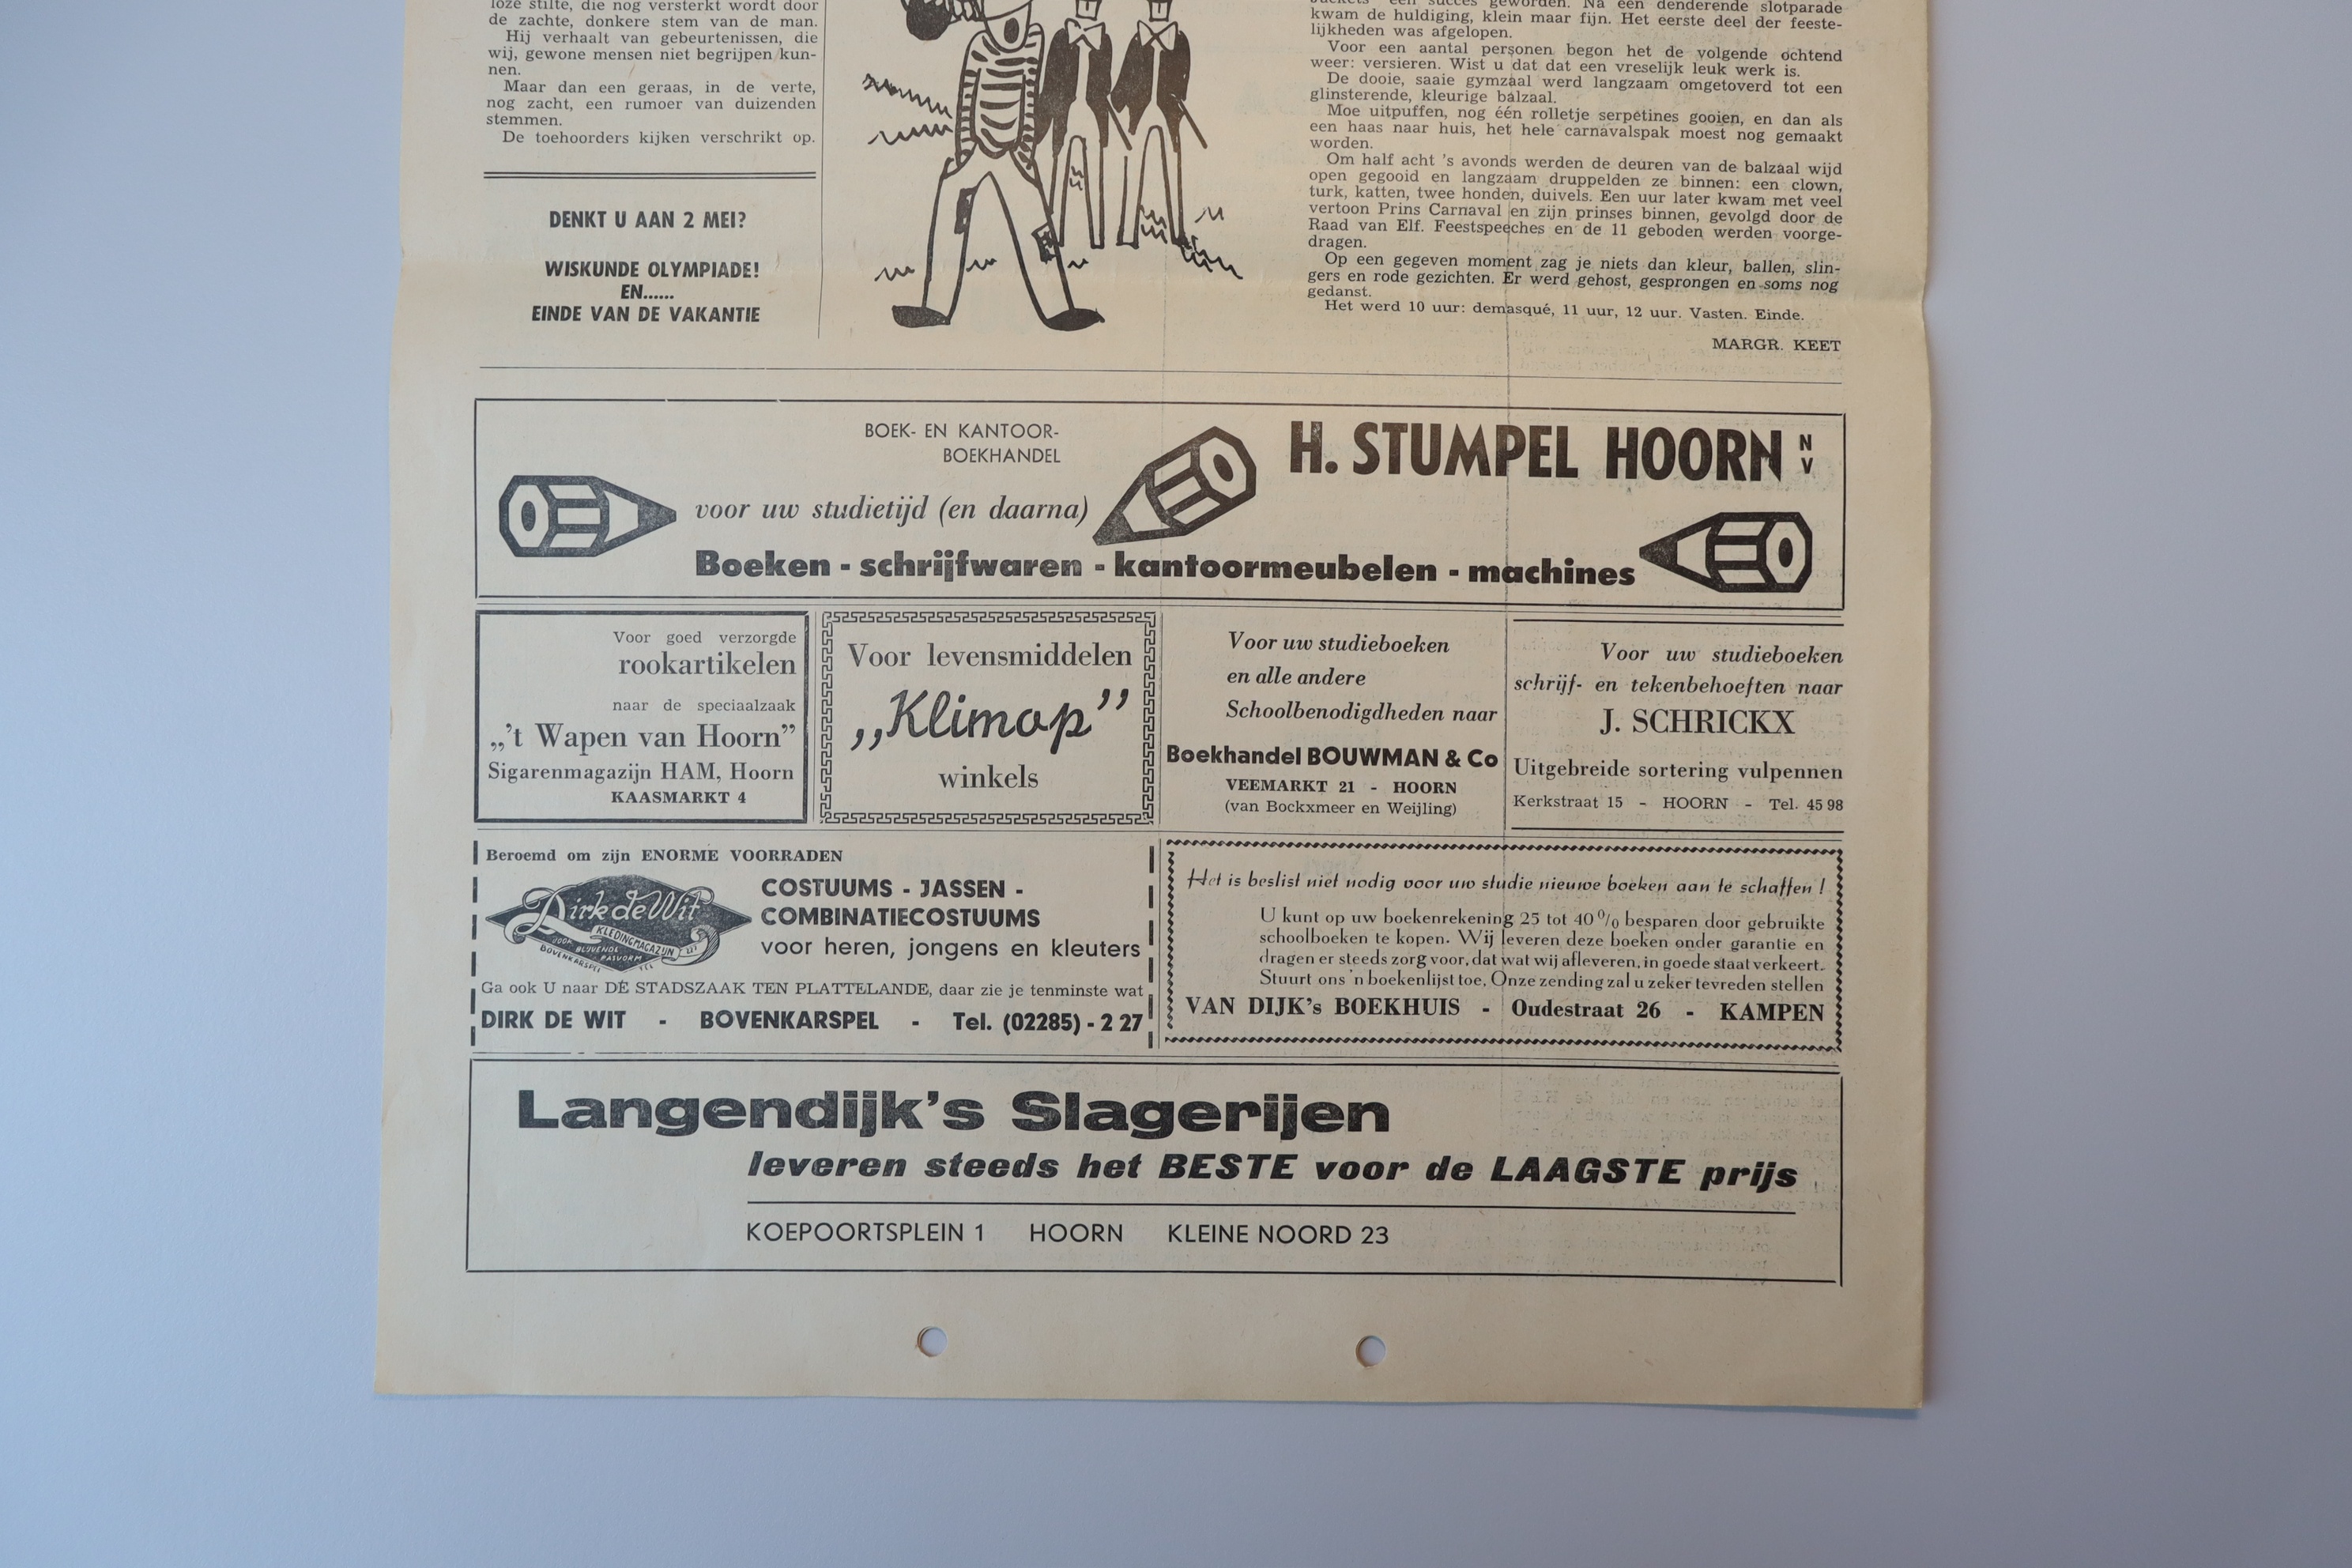 loze stilte, die nog versterkt wordt door
de zachte, donkere stem van de man.
Hij verhaalt van gebeurtenissen, die
wij, gewone mensen niet begrijpen kun-
nen.
Maar dan een geraas, in de verte,
nog zacht, een rumoer van duizenden
stemmen.
De toehoorders kijken verschrikt op.
DENKT U AAN 2 MEI?
WISKUNDE OLYMPIADE!
EN......
EINDE VAN DE VAKANTIE
Jackets" een succes geworden. Na een denderende slotparade
kwam de huldiging, klein maar fijn. Het eerste deel der feeste-
lijkheden was afgelopen.
Voor een aantal personen begon het de volgende ochtend
weer: versieren. Wist u dat dat een vreselijk leuk werk is.
De dooie, saaie gymzaal werd langzaam omgetoverd tot een
glinsterende, kleurige balzaal.
Moe uitpuffen, nog één rolletje serpetines gooien, en dan als
een haas naar huis, het hele carnavalspak moest nog gemaakt
worden.
Om half acht 's avonds werden de deuren van de balzaal wijd
open gegooid en langzaam druppelden ze binnen: een clown,
turk, katten, twee honden, duivels. Een uur later kwam met veel
vertoon Prins Carnaval en zijn prinses binnen, gevolgd door de
Raad van Elf. Feestspeeches en de 11 geboden werden voorge-
dragen.
Op een gegeven moment zag je niets dan kleur, ballen, slin-
gers en rode gezichten. Er werd gehost, gesprongen en soms nog
gedanst.
Het werd 10 uur: demasqué, 11 uur, 12 uur. Vasten. Einde.
MARGR. KEET
BOEK- EN KANTOOR-
BOEKHANDEL
H. STUMPEL HOORN NV
voor uw studietijd (en daarna)
Boeken - schrijfwaren - kantoormeubelen - machines
Voor goed verzorgde
rookartikelen
naar de speciaalzaak
„'t Wapen van Hoorn”
Sigarenmagazijn HAM, Hoorn
KAASMARKT 4
Voor levensmiddelen
„Klimop”
winkels
Voor uw studieboeken
en alle andere
Schoolbenodigdheden naar
Boekhandel BOUWMAN & Co
VEEMARKT 21 - HOORN
(van Bockxmeer en Weijling)
Voor uw studieboeken
schrijf- en tekenbehoeften naar
J. SCHRICKX
Uitgebreide sortering vulpennen
Kerkstraat 15 - HOORN - Tel. 45 98
Beroemd om zijn ENORME VOORRADEN
Dirk de Wit
KLEDINGMAGAZIJN 227
DOOR BLIJVEND
PASVORM
BOVENKARSPEL TEL
COSTUUMS - JASSEN -
COMBINATIECOSTUUMS
voor heren, jongens en kleuters
Ga ook U naar DÉ STADSZAAK TEN PLATTELANDE, daar zie je tenminste wat
DIRK DE WIT - BOVENKARSPEL - Tel. (02285) - 2 27
Het is beslist niet nodig voor uw studie nieuwe boeken aan te schaffen !
U kunt op uw boekenrekening 25 tot 40% besparen door gebruikte
schoolboeken te kopen. Wij leveren deze boeken onder garantie en
dragen er steeds zorg voor, dat wat wij afleveren, in goede staat verkeert.
Stuurt ons 'n boekenlijst toe, Onze zending zal u zeker tevreden stellen
VAN DIJK's BOEKHUIS - Oudestraat 26 - KAMPEN
Langendijk's Slagerijen
leveren steeds het BESTE voor de LAAGSTE prijs
KOEPOORTSPLEIN 1 HOORN KLEINE NOORD 23